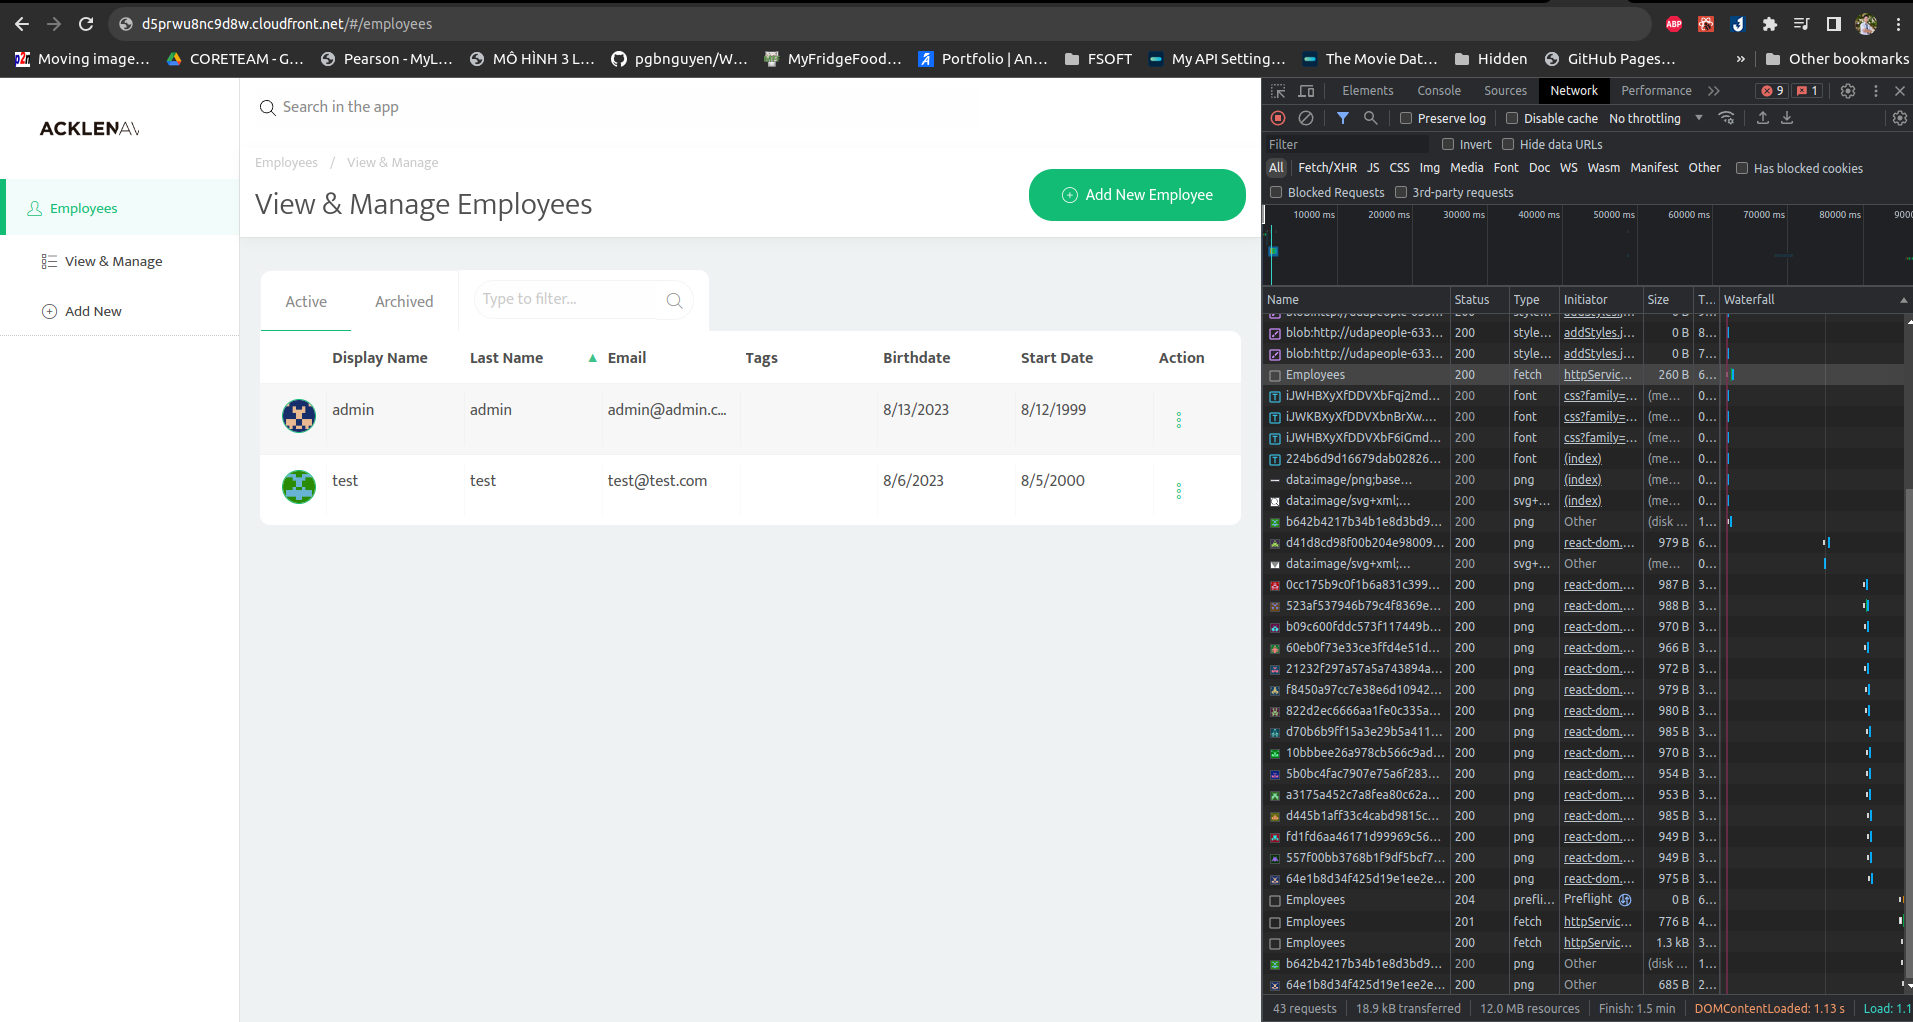 d5prwu8nc9d8w.cloudfront.net/#/employees
Moving image… CORETEAM - G… Pearson - MyL… MÔ HÌNH 3 L… pgbnguyen/W… MyFridgeFood… Portfolio | An… FSOFT My API Setting… The Movie Dat… Hidden GitHub Pages… » Other bookmarks
ACKLENAV
Employees
View & Manage
Add New
Search in the app
Employees / View & Manage
View & Manage Employees
Add New Employee
Active Archived Type to filter...
Display Name Last Name Email Tags Birthdate Start Date Action
admin admin admin@admin.c... 8/13/2023 8/12/1999
test test test@test.com 8/6/2023 8/5/2000
Elements Console Sources Network Performance 9 1
Preserve log Disable cache No throttling
Filter Invert Hide data URLs
All Fetch/XHR JS CSS Img Media Font Doc WS Wasm Manifest Other Has blocked cookies
Blocked Requests 3rd-party requests
10000 ms 20000 ms 30000 ms 40000 ms 50000 ms 60000 ms 70000 ms 80000 ms 9000
Name Status Type Initiator Size T... Waterfall
blob:http://udapeople-633... 200 style... addStyles.j... 0 B 9...
blob:http://udapeople-633... 200 style... addStyles.j... 0 B 8...
blob:http://udapeople-633... 200 style... addStyles.j... 0 B 7...
Employees 200 fetch httpServic... 260 B 6...
iJWHBXyXfDDVXbFqj2md... 200 font css?family=... (me... 0...
iJWKBXyXfDDVXbnBrXw.... 200 font css?family=... (me... 0...
iJWHBXyXfDDVXbF6iGmd... 200 font css?family=... (me... 0...
224b6d9d16679dab02826... 200 font (index) (me... 0...
data:image/png;base... 200 png (index) (me... 0...
data:image/svg+xml;... 200 svg+... (index) (me... 0...
b642b4217b34b1e8d3bd9... 200 png Other (disk ... 1...
d41d8cd98f00b204e98009... 200 png react-dom.... 979 B 6...
data:image/svg+xml;... 200 svg+... Other (me... 0...
0cc175b9c0f1b6a831c399... 200 png react-dom.... 987 B 3...
523af537946b79c4f8369e... 200 png react-dom.... 988 B 3...
b09c600fddc573f117449b... 200 png react-dom.... 970 B 3...
60eb0f73e33ce3ffd4e51d... 200 png react-dom.... 966 B 3...
21232f297a57a5a743894a... 200 png react-dom.... 972 B 3...
f8450a97cc7e38e6d10942... 200 png react-dom.... 979 B 3...
822d2ec6666aa1fe0c335a... 200 png react-dom.... 980 B 3...
d70b6b9ff15a3e29b5a411... 200 png react-dom.... 985 B 3...
10bbbee26a978cb566c9ad... 200 png react-dom.... 970 B 3...
5b0bc4fac7907e75a6f283... 200 png react-dom.... 954 B 3...
a3175a452c7a8fea80c62a... 200 png react-dom.... 953 B 3...
d445b1aff33c4cabd9815c... 200 png react-dom.... 985 B 3...
fd1fd6aa46171d99969c56... 200 png react-dom.... 949 B 3...
557f00bb3768b1f9df5bcf7... 200 png react-dom.... 949 B 3...
64e1b8d34f425d19e1ee2e... 200 png react-dom.... 975 B 3...
Employees 204 prefli... Preflight 0 B 6...
Employees 201 fetch httpServic... 776 B 4...
Employees 200 fetch httpServic... 1.3 kB 3...
b642b4217b34b1e8d3bd9... 200 png Other (disk ... 1...
64e1b8d34f425d19e1ee2e... 200 png Other 685 B 2...
43 requests 18.9 kB transferred 12.0 MB resources Finish: 1.5 min DOMContentLoaded: 1.13 s Load: 1.1